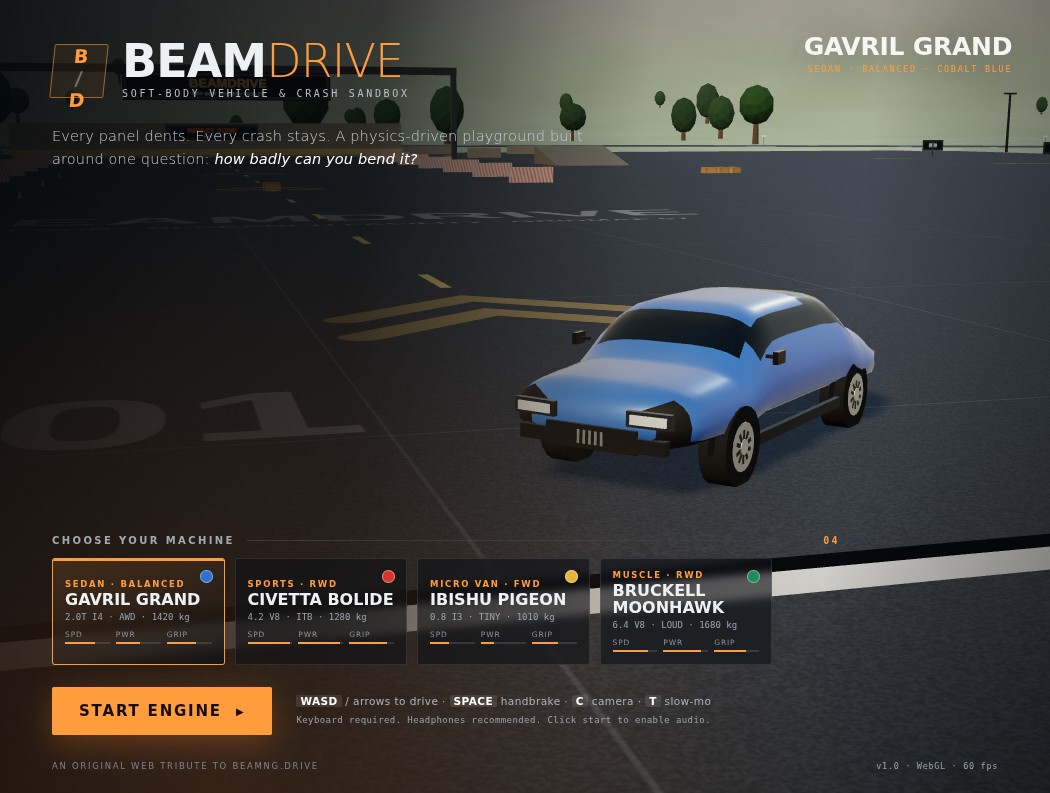 B
/
D
BEAMDRIVE
SOFT-BODY VEHICLE & CRASH SANDBOX
GAVRIL GRAND
SEDAN · BALANCED · COBALT BLUE
BEAMDRIVE
Every panel dents. Every crash stays. A physics-driven playground built
around one question: how badly can you bend it?
BEAMDRIVE
01
CHOOSE YOUR MACHINE
04
SEDAN · BALANCED
GAVRIL GRAND
2.0T I4 · AWD · 1420 kg
SPD PWR GRIP
SPORTS · RWD
CIVETTA BOLIDE
4.2 V8 · ITB · 1280 kg
SPD PWR GRIP
MICRO VAN · FWD
IBISHU PIGEON
0.8 I3 · TINY · 1010 kg
SPD PWR GRIP
MUSCLE · RWD
BRUCKELL
MOONHAWK
6.4 V8 · LOUD · 1680 kg
SPD PWR GRIP
START ENGINE ▸
WASD / arrows to drive · SPACE handbrake · C camera · T slow-mo
Keyboard required. Headphones recommended. Click start to enable audio.
AN ORIGINAL WEB TRIBUTE TO BEAMNG.DRIVE
v1.0 · WebGL · 60 fps